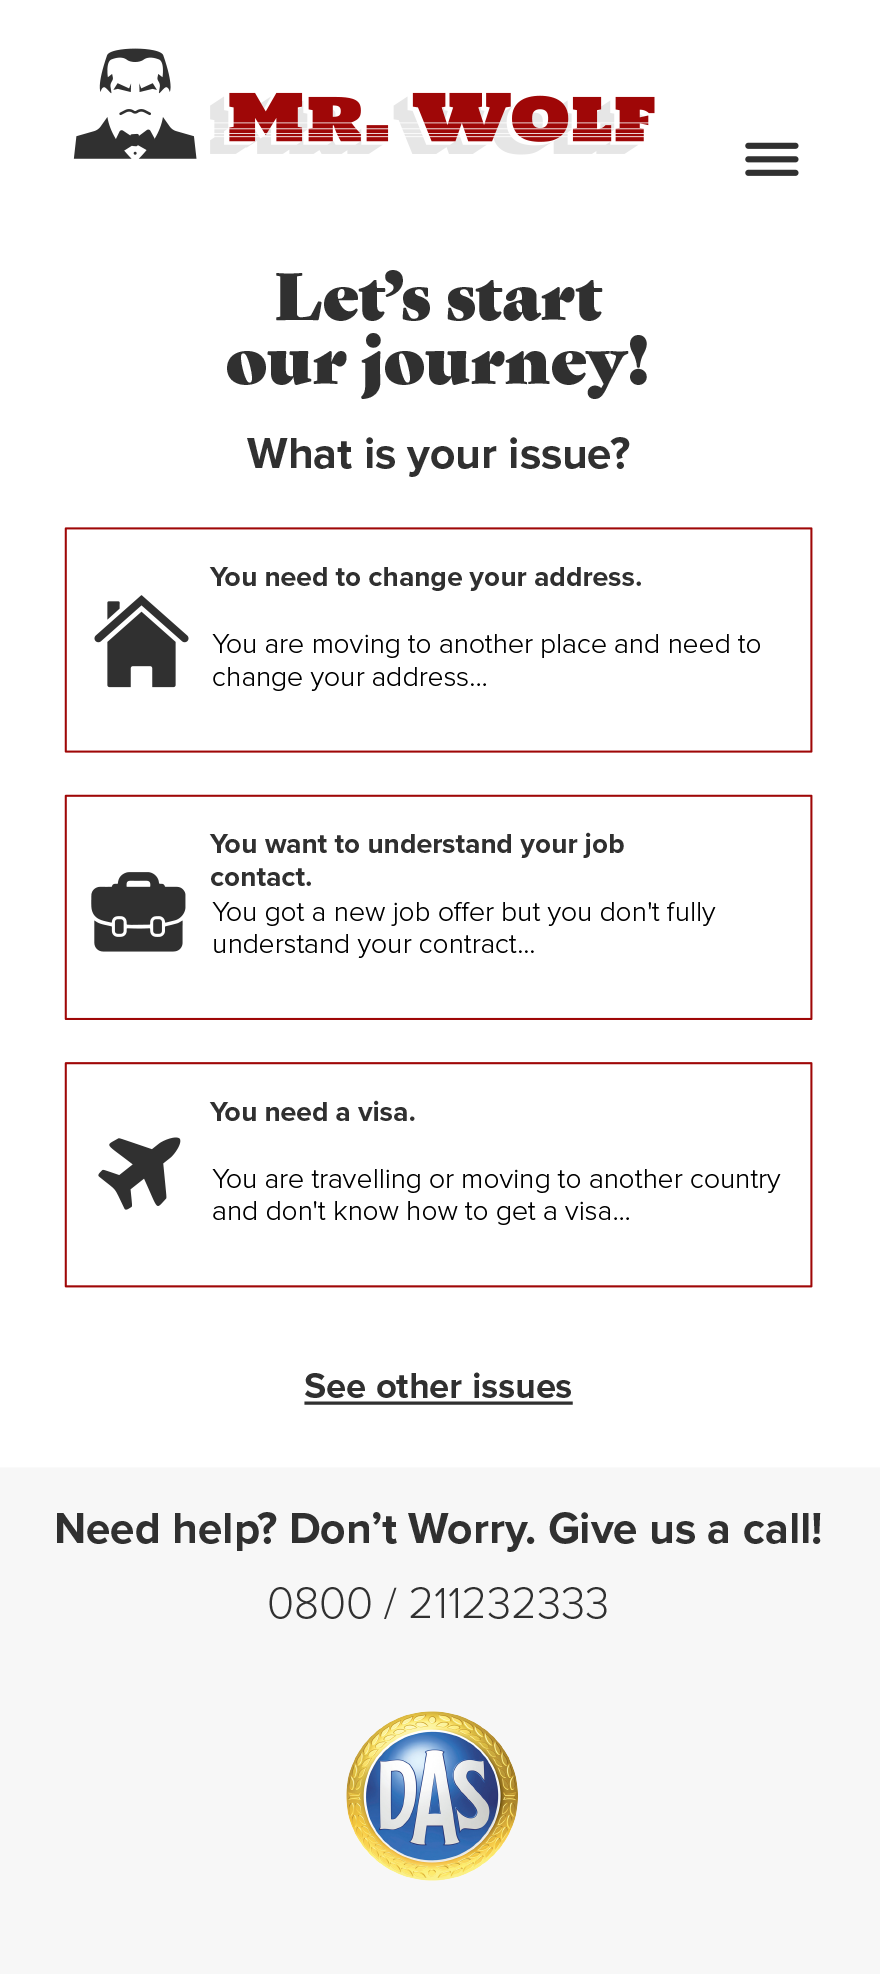 MR. WOLF
Let’s start
our journey!
What is your issue?
You need to change your address.
You are moving to another place and need to
change your address...
You want to understand your job
contact.
You got a new job offer but you don't fully
understand your contract...
You need a visa.
You are travelling or moving to another country
and don't know how to get a visa...
See other issues
Need help? Don’t Worry. Give us a call!
0800 / 211232333
DAS